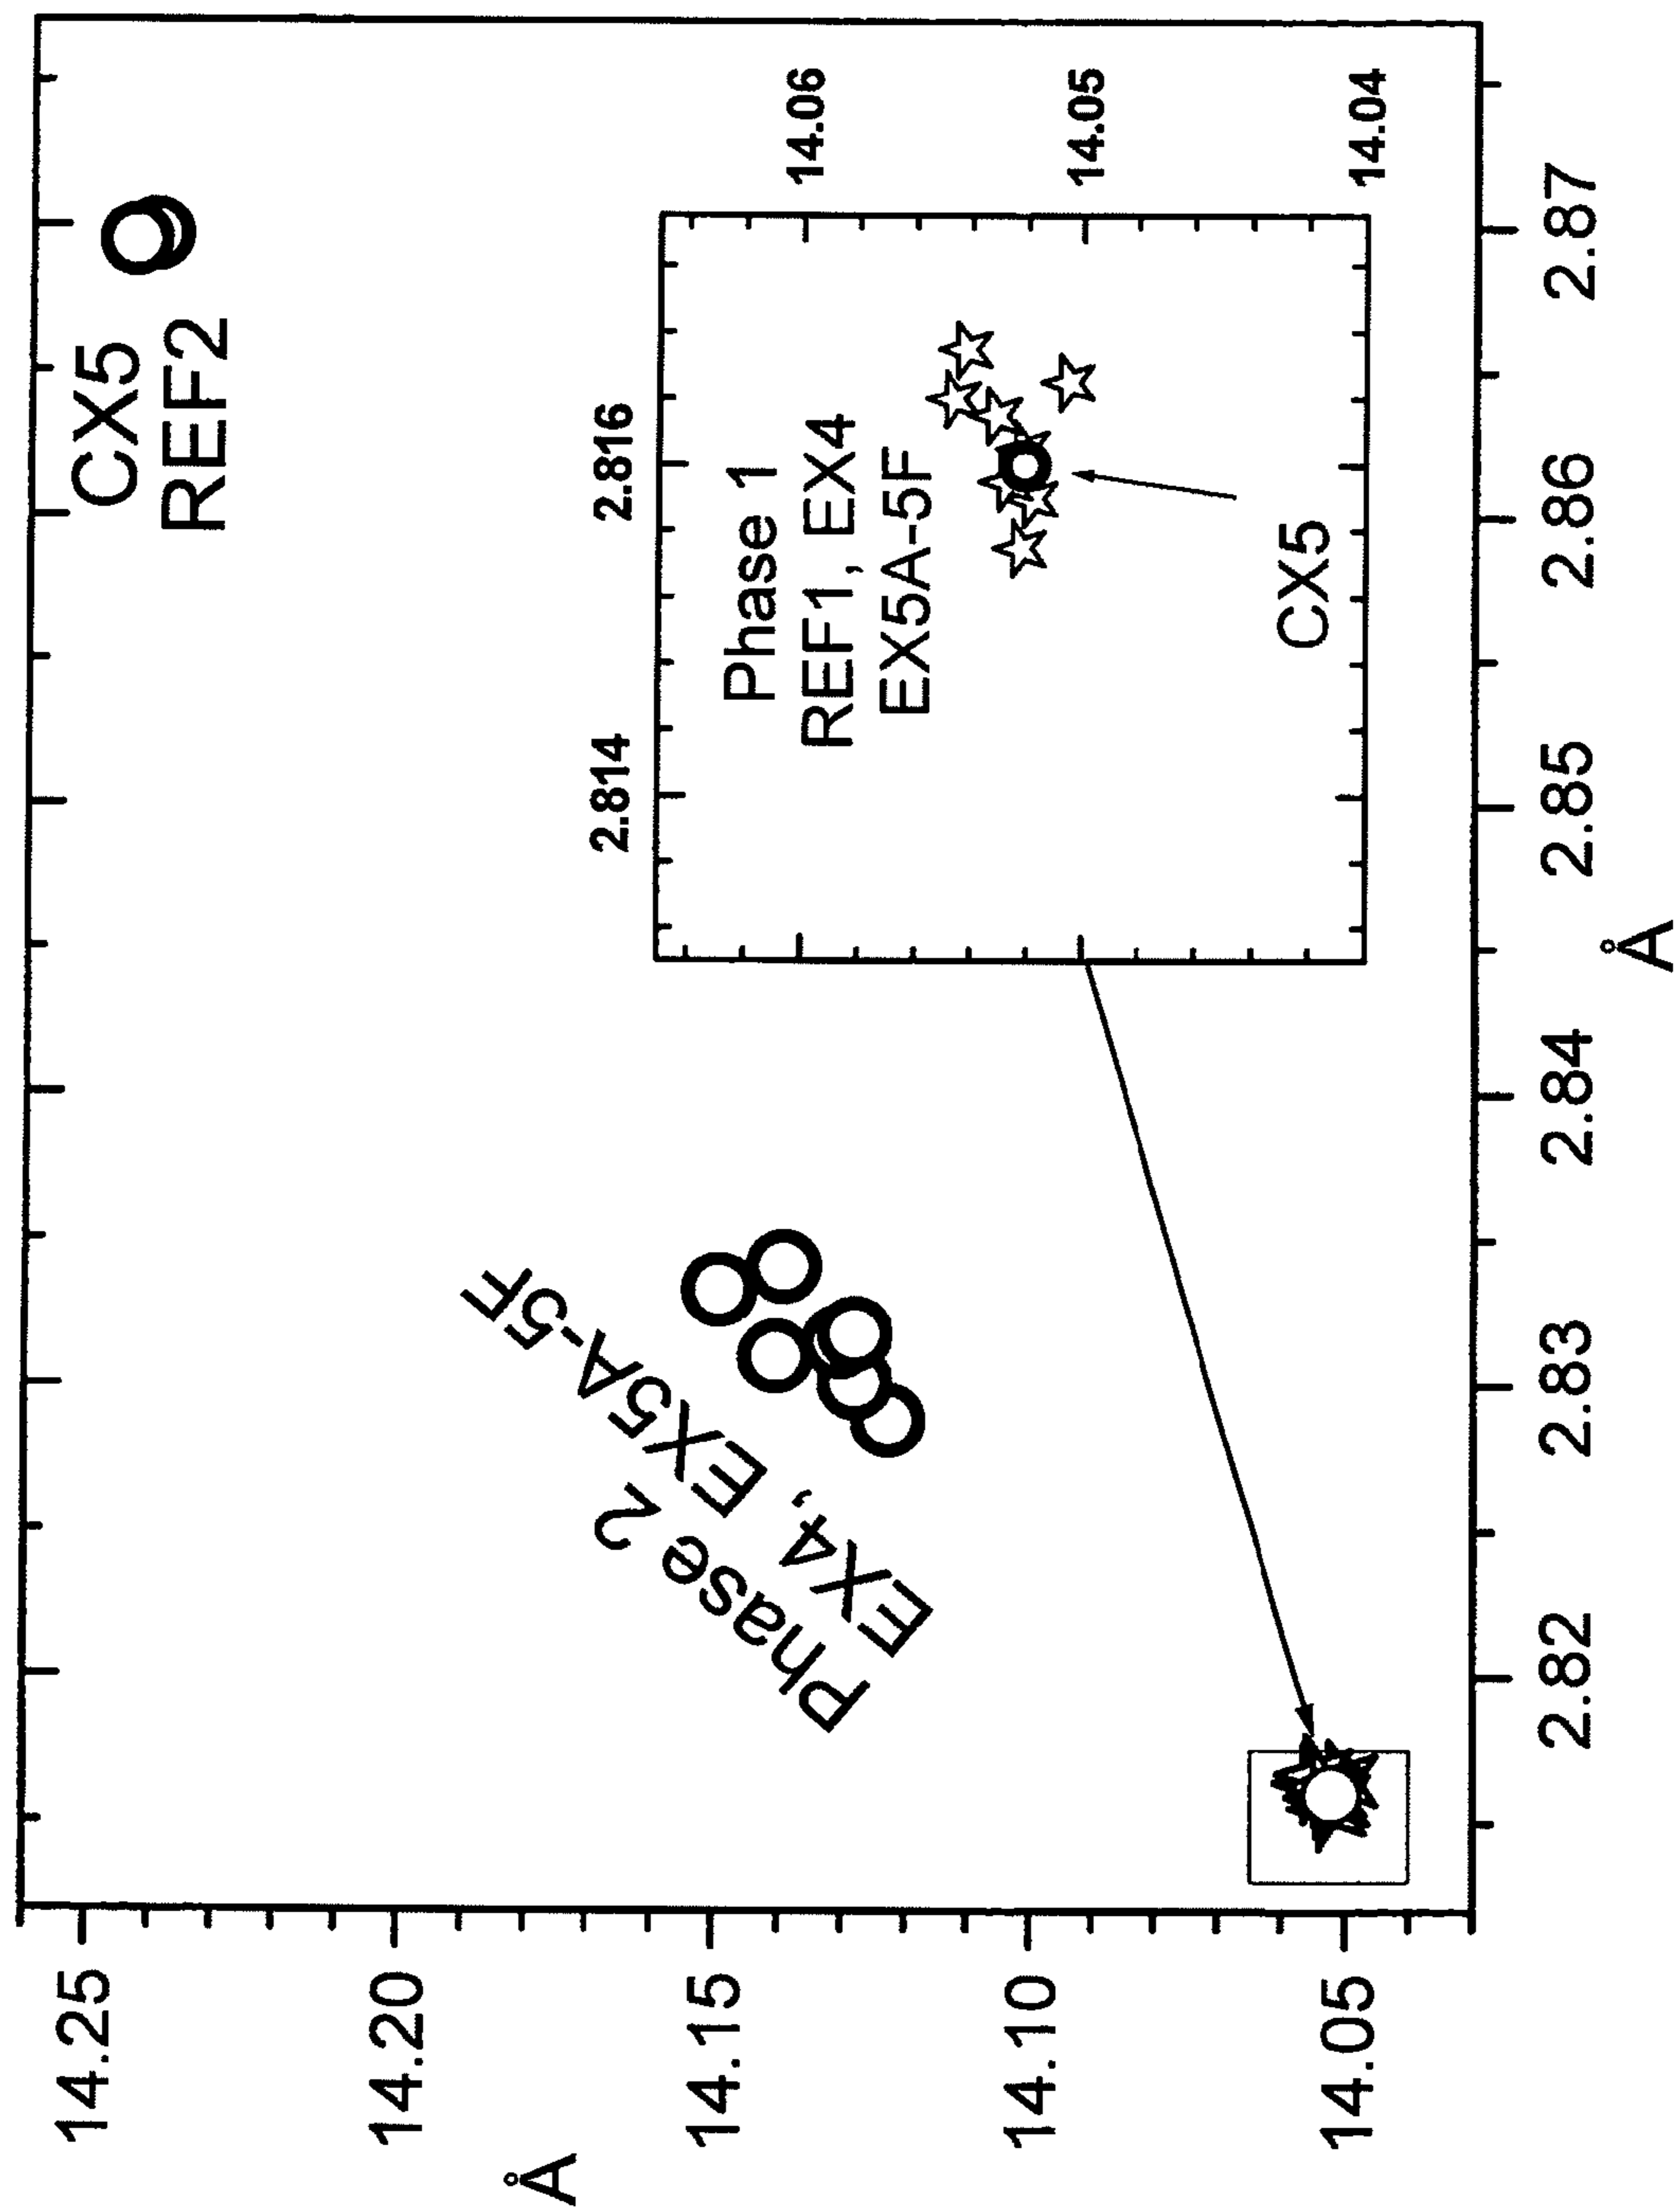 14.25
14.20
14.15
14.10
14.05
Å
CX5
REF2
Phase 2
EX4, EX5A-5F
2.814
2.816
Phase 1
REF1, EX4
EX5A-5F
CX5
14.06
14.05
14.04
2.82
2.83
2.84
2.85
2.86
2.87
Å